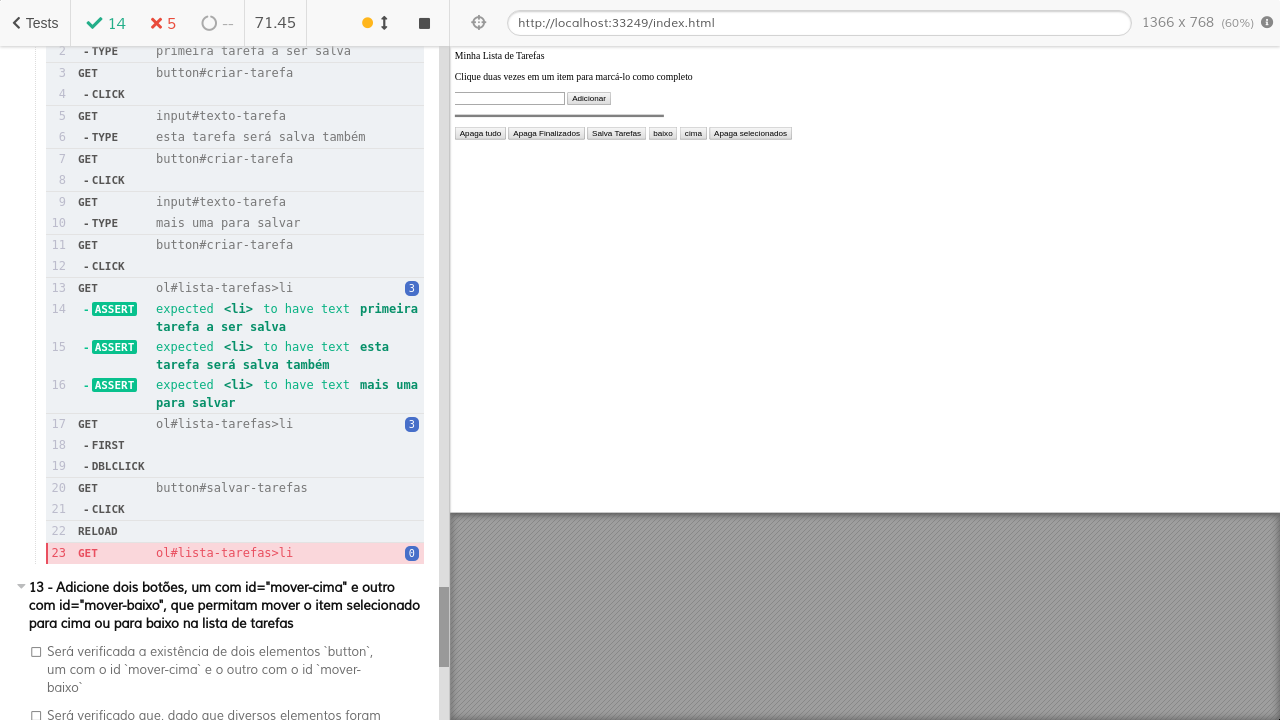 Tests 14 5 -- 71.45 http://localhost:33249/index.html 1366 x 768 (60%)
2 - TYPE primeira tarefa a ser salva
3 GET button#criar-tarefa
4 - CLICK
5 GET input#texto-tarefa
6 - TYPE esta tarefa será salva também
7 GET button#criar-tarefa
8 - CLICK
9 GET input#texto-tarefa
10 - TYPE mais uma para salvar
11 GET button#criar-tarefa
12 - CLICK
13 GET ol#lista-tarefas>li 3
14 - ASSERT expected <li> to have text primeira
tarefa a ser salva
15 - ASSERT expected <li> to have text esta
tarefa será salva também
16 - ASSERT expected <li> to have text mais uma
para salvar
17 GET ol#lista-tarefas>li 3
18 - FIRST
19 - DBLCLICK
20 GET button#salvar-tarefas
21 - CLICK
22 RELOAD
23 GET ol#lista-tarefas>li 0
13 - Adicione dois botões, um com id="mover-cima" e outro
com id="mover-baixo", que permitam mover o item selecionado
para cima ou para baixo na lista de tarefas
Será verificada a existência de dois elementos `button`,
um com o id `mover-cima` e o outro com o id `mover-
baixo`
Será verificado que, dado que diversos elementos foram
Minha Lista de Tarefas
Clique duas vezes em um item para marcá-lo como completo
Adicionar
Apaga tudo Apaga Finalizados Salva Tarefas baixo cima Apaga selecionados